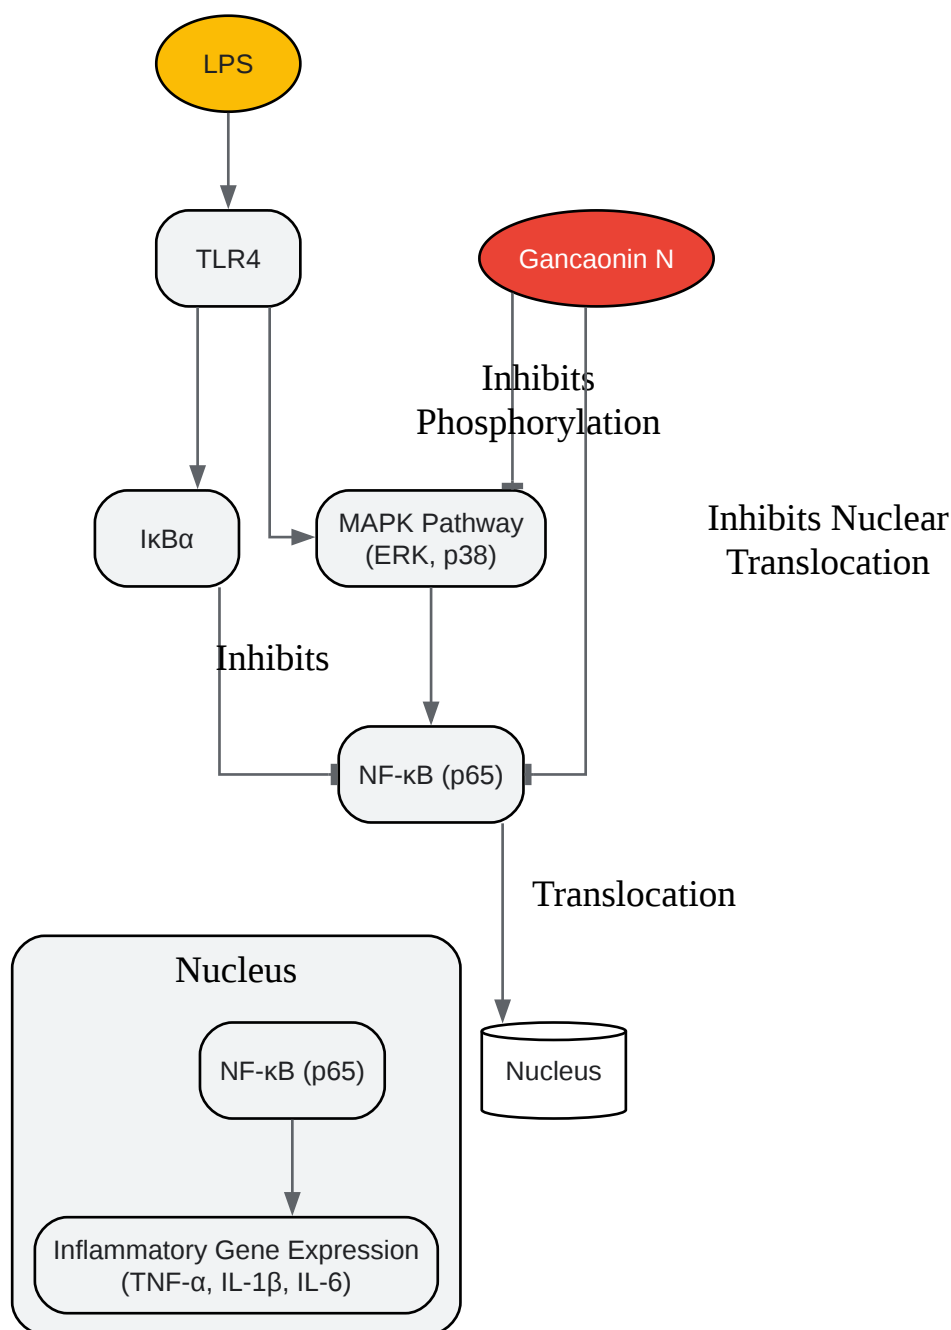 LPS
TLR4
Gancaonin N
Inhibits
Phosphorylation
IκBα
MAPK Pathway
(ERK, p38)
Inhibits Nuclear
Translocation
Inhibits
NF-κB (p65)
Translocation
Nucleus
NF-κB (p65)
Nucleus
Inflammatory Gene Expression
(TNF-α, IL-1β, IL-6)